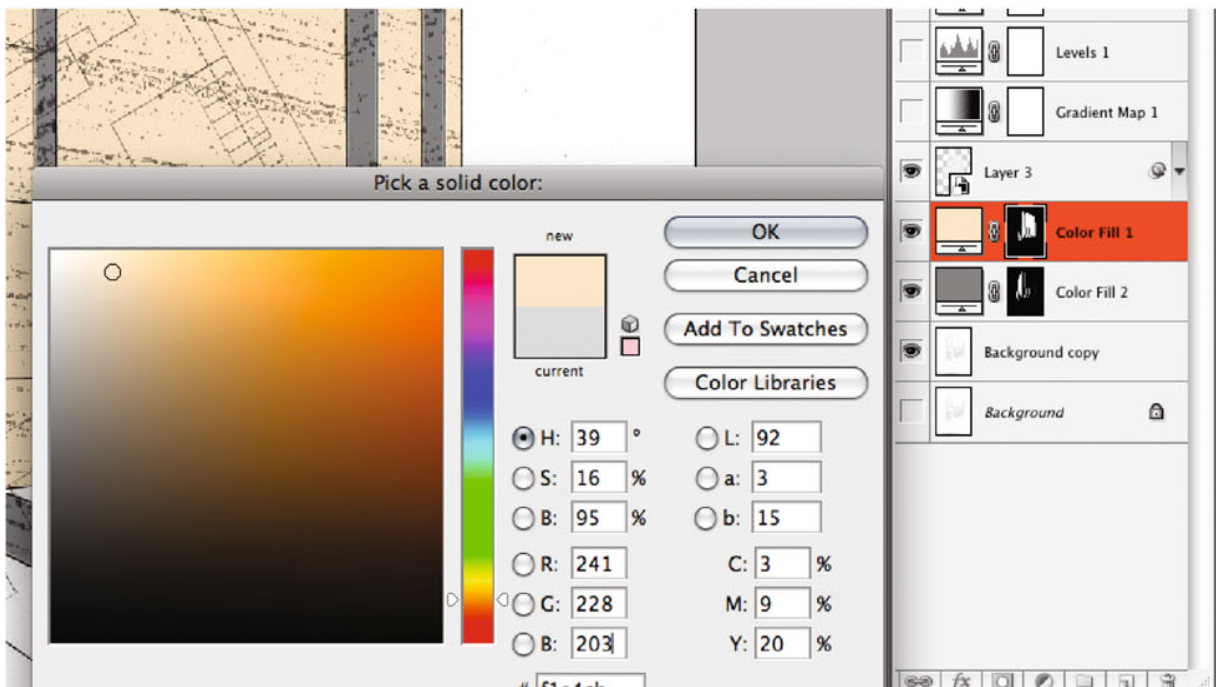 Pick a solid color:
new
current
OK
Cancel
Add To Swatches
Color Libraries
H: 39 °
S: 16 %
B: 95 %
R: 241
G: 228
B: 203
L: 92
a: 3
b: 15
C: 3 %
M: 9 %
Y: 20 %
#
Levels 1
Gradient Map 1
Layer 3
Color Fill 1
Color Fill 2
Background copy
Background
fx